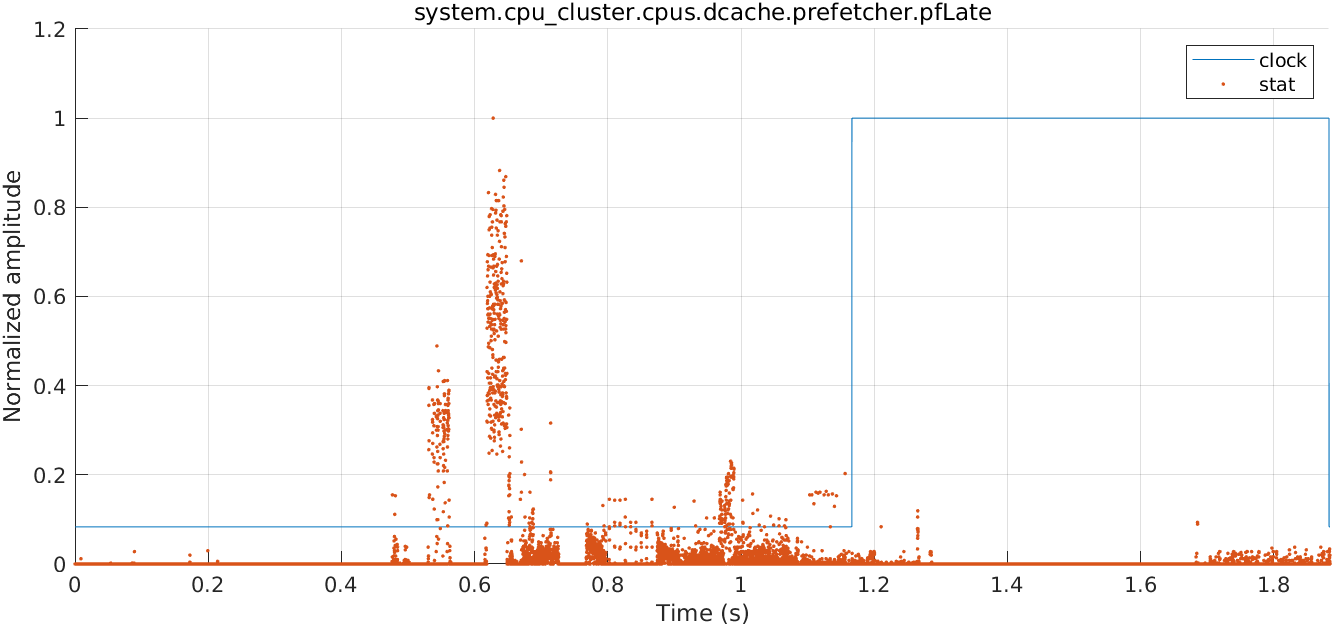 system.cpu_cluster.cpus.dcache.prefetcher.pfLate
1.2
1
0.8
0.6
0.4
0.2
0
Normalized amplitude
clock
stat
0 0.2 0.4 0.6 0.8 1 1.2 1.4 1.6 1.8
Time (s)